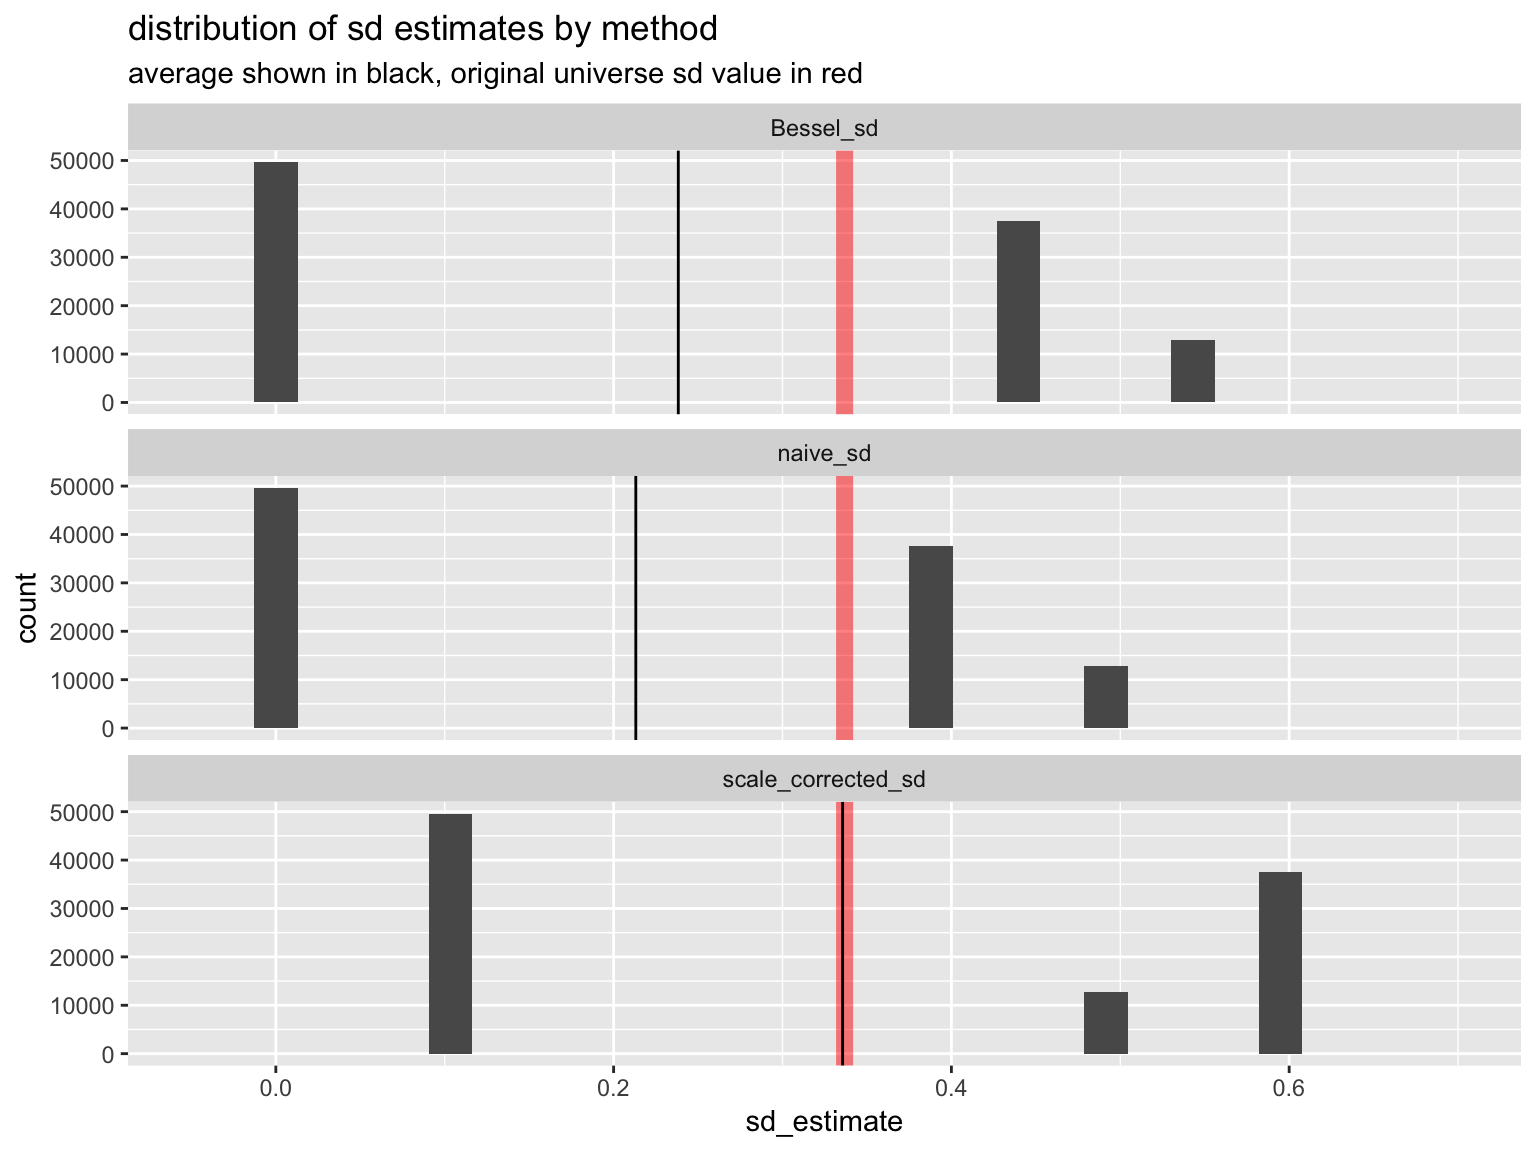 distribution of sd estimates by method
average shown in black, original universe sd value in red
Bessel_sd
50000
40000
30000
20000
10000
0
naive_sd
50000
40000
30000
20000
10000
0
count
scale_corrected_sd
50000
40000
30000
20000
10000
0
0.0 0.2 0.4 0.6
sd_estimate